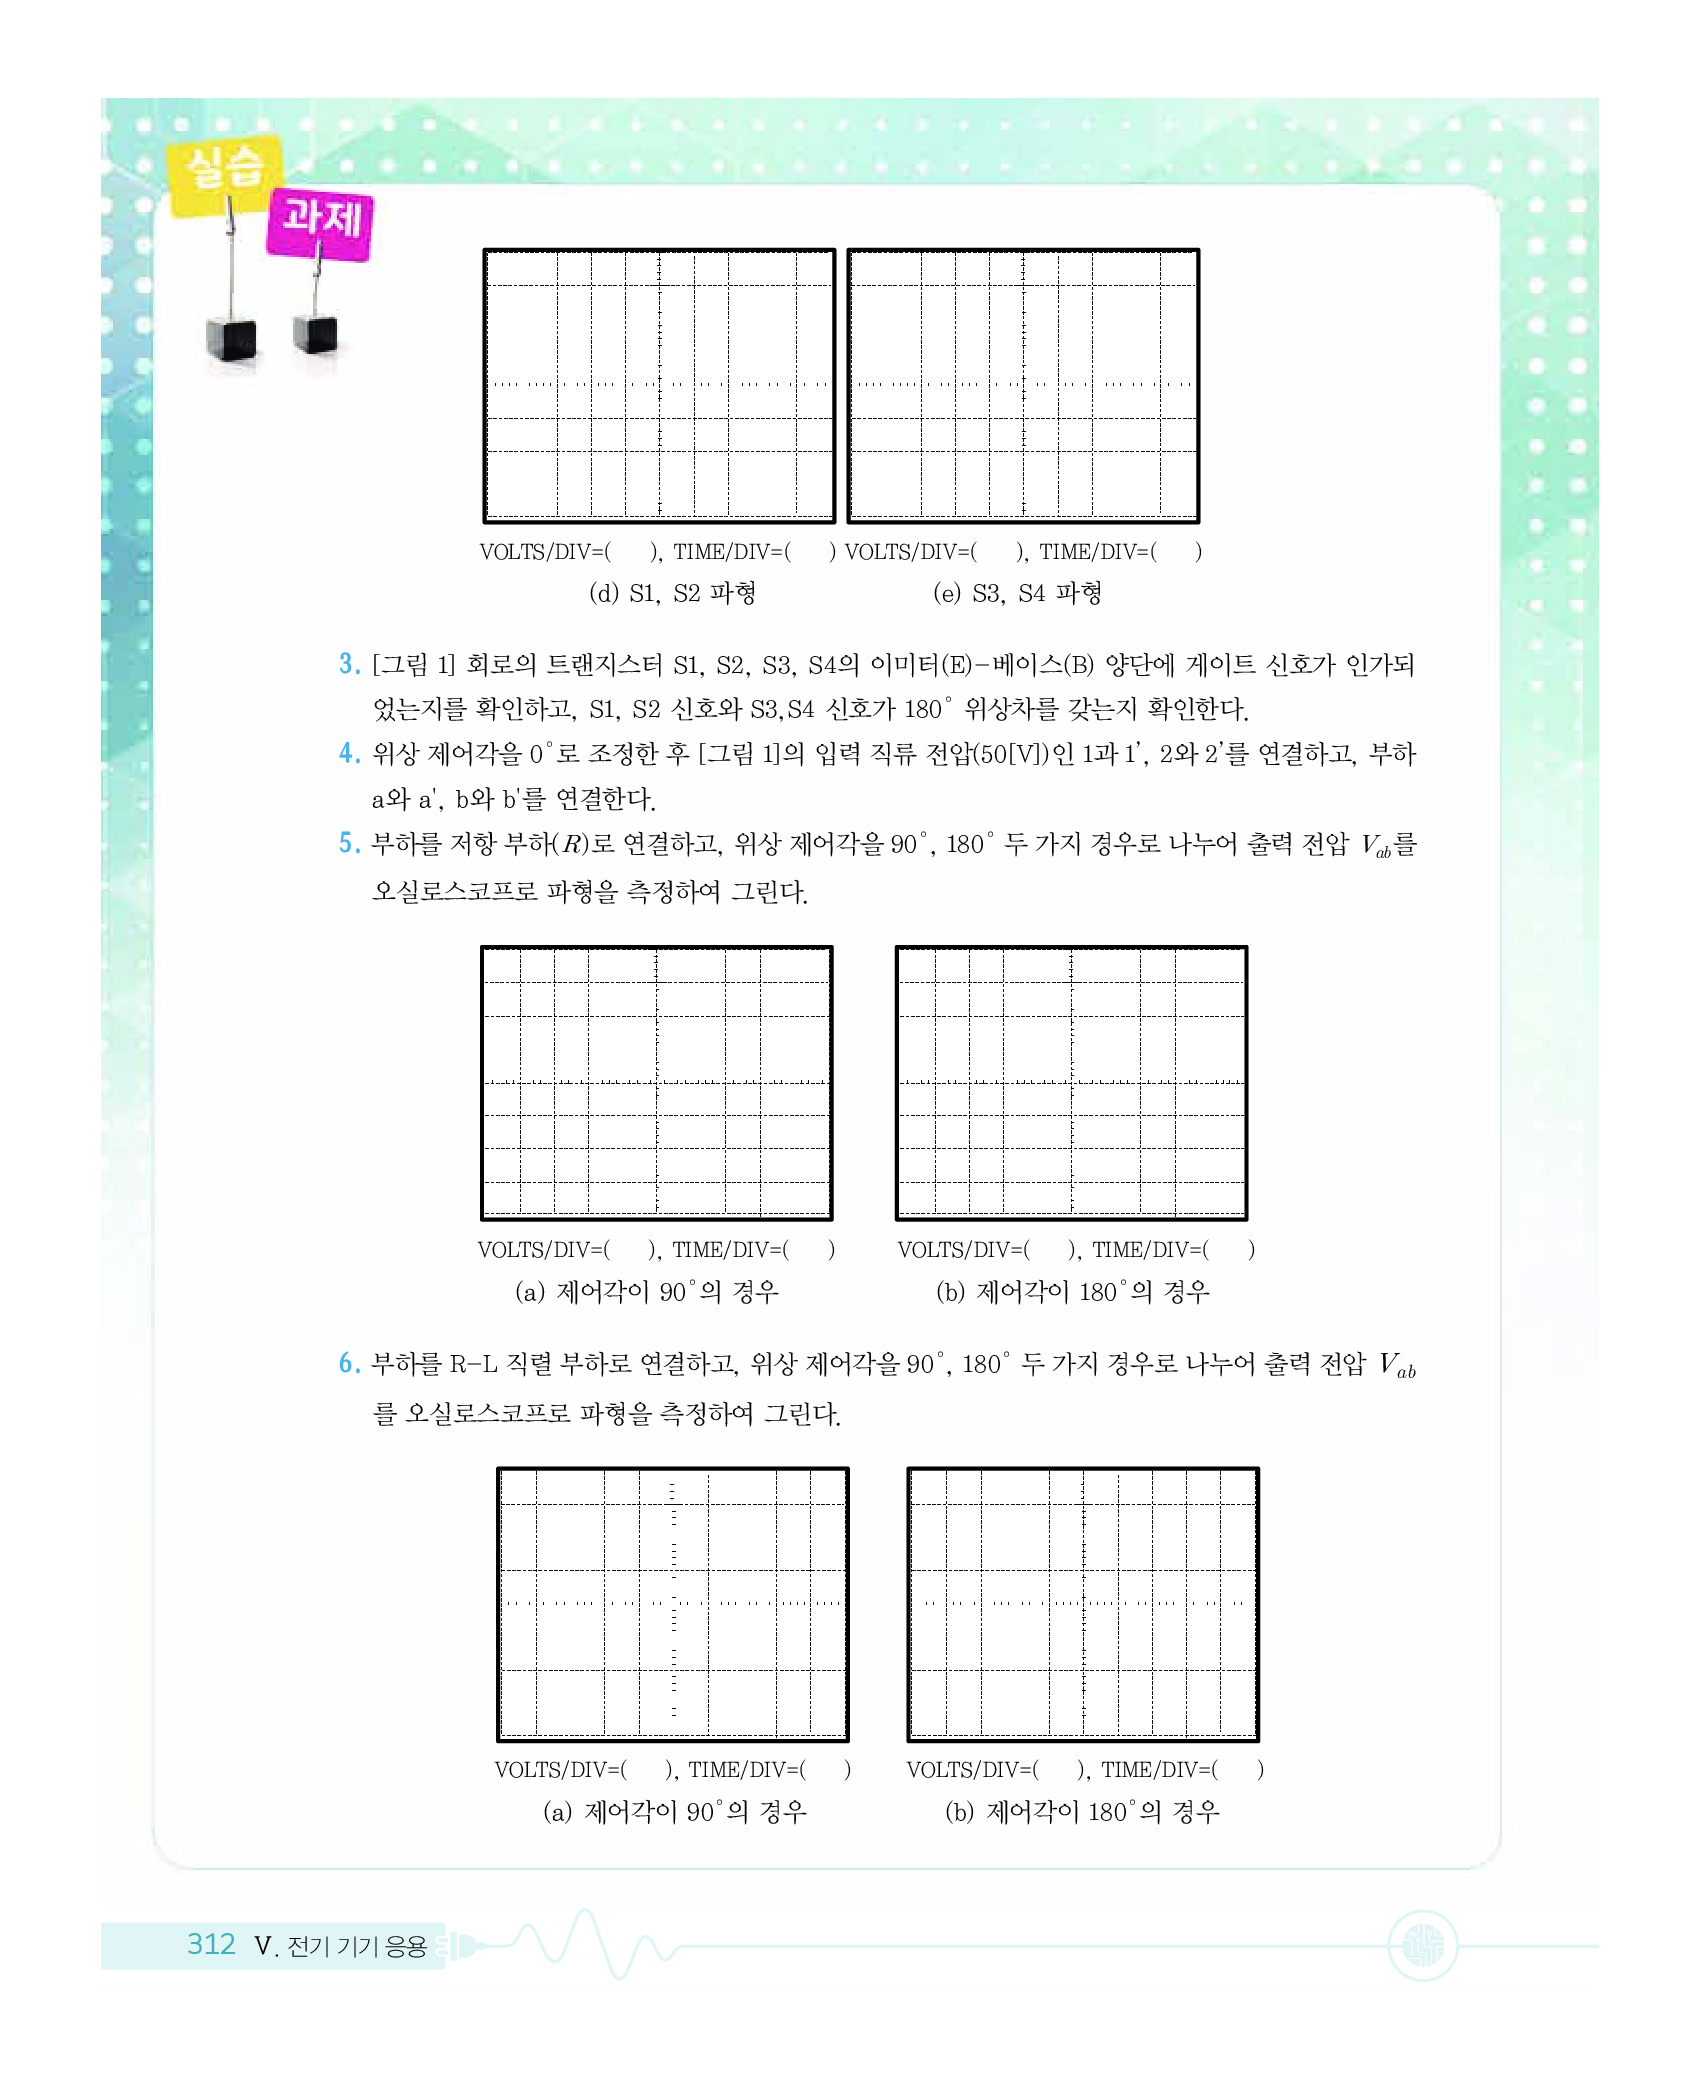 실습
과제
VOLTS/DIV=( ), TIME/DIV=( ) VOLTS/DIV=( ), TIME/DIV=( )
(d) S1, S2 파형 (e) S3, S4 파형
3. [그림 1] 회로의 트랜지스터 S1, S2, S3, S4의 이미터(E)-베이스(B) 양단에 게이트 신호가 인가되
었는지를 확인하고, S1, S2 신호와 S3,S4 신호가 180° 위상차를 갖는지 확인한다.
4. 위상 제어각을 0°로 조정한 후 [그림 1]의 입력 직류 전압(50[V])인 1과 1’, 2와 2’를 연결하고, 부하
a와 a', b와 b'를 연결한다.
5. 부하를 저항 부하(R)로 연결하고, 위상 제어각을 90°, 180° 두 가지 경우로 나누어 출력 전압 Vab를
오실로스코프로 파형을 측정하여 그린다.
VOLTS/DIV=( ), TIME/DIV=( ) VOLTS/DIV=( ), TIME/DIV=( )
(a) 제어각이 90°의 경우 (b) 제어각이 180°의 경우
6. 부하를 R-L 직렬 부하로 연결하고, 위상 제어각을 90°, 180° 두 가지 경우로 나누어 출력 전압 Vab
를 오실로스코프로 파형을 측정하여 그린다.
VOLTS/DIV=( ), TIME/DIV=( ) VOLTS/DIV=( ), TIME/DIV=( )
(a) 제어각이 90°의 경우 (b) 제어각이 180°의 경우
312 Ⅴ. 전기 기기 응용